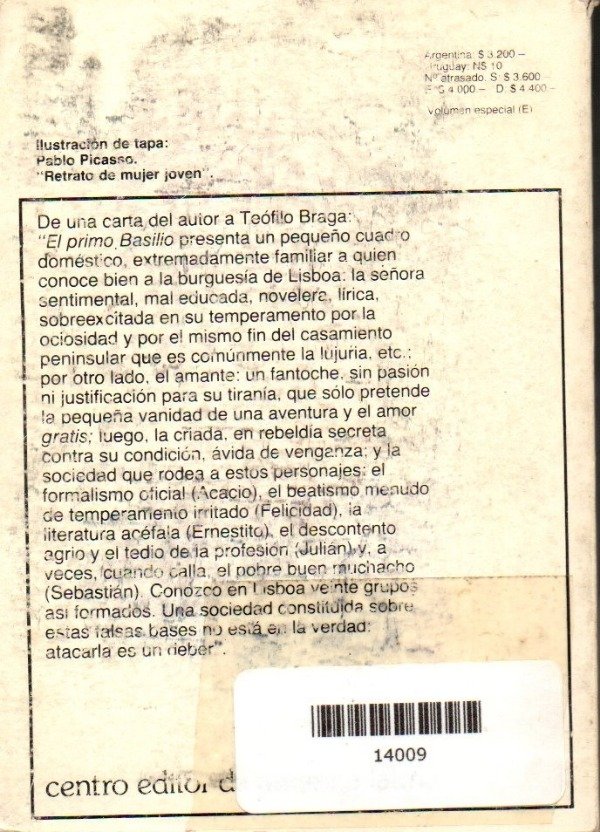 Argentina: $ 3.200 –
Uruguay: N$ 10
Nº atrasado. S: $ 3.600
$ 4.000 – D: $ 4.400 –
volumen especial (E)
Ilustración de tapa:
Pablo Picasso.
"Retrato de mujer joven".
De una carta del autor a Teófilo Braga:
"El primo Basilio presenta un pequeño cuadro
doméstico, extremadamente familiar a quien
conoce bien a la burguesía de Lisboa: la señora
sentimental, mal educada, novelera, lírica,
sobreexcitada en su temperamento por la
ociosidad y por el mismo fin del casamiento
peninsular que es comúnmente la lujuria, etc.;
por otro lado, el amante: un fantoche, sin pasión
ni justificación para su tiranía, que sólo pretende
la pequeña vanidad de una aventura y el amor
gratis; luego, la criada, en rebeldía secreta
contra su condición, ávida de venganza; y la
sociedad que rodea a estos personajes: el
formalismo oficial (Acacio), el beatismo menudo
de temperamento irritado (Felicidad), la
literatura acéfala (Ernestito), el descontento
agrio y el tedio de la profesión (Julián) y, a
veces, cuando calla, el pobre buen muchacho
(Sebastián). Conozco en Lisboa veinte grupos
así formados. Una sociedad constituida sobre
estas falsas bases no está en la verdad:
atacarla es un deber".
14009
centro editor d